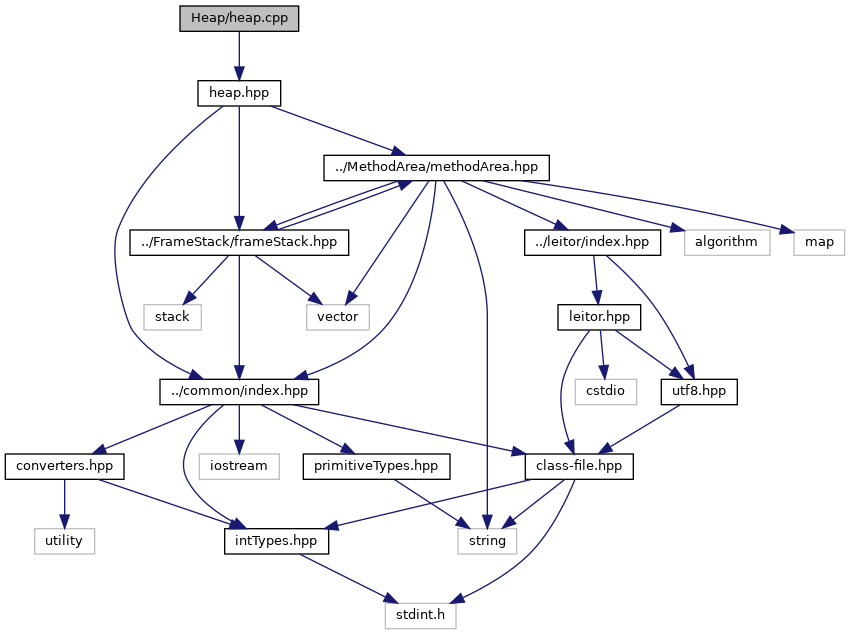 Heap/heap.cpp
heap.hpp
../MethodArea/methodArea.hpp
../FrameStack/frameStack.hpp
../leitor/index.hpp
algorithm
map
stack
vector
leitor.hpp
../common/index.hpp
cstdio
utf8.hpp
converters.hpp
iostream
primitiveTypes.hpp
class-file.hpp
utility
intTypes.hpp
string
stdint.h